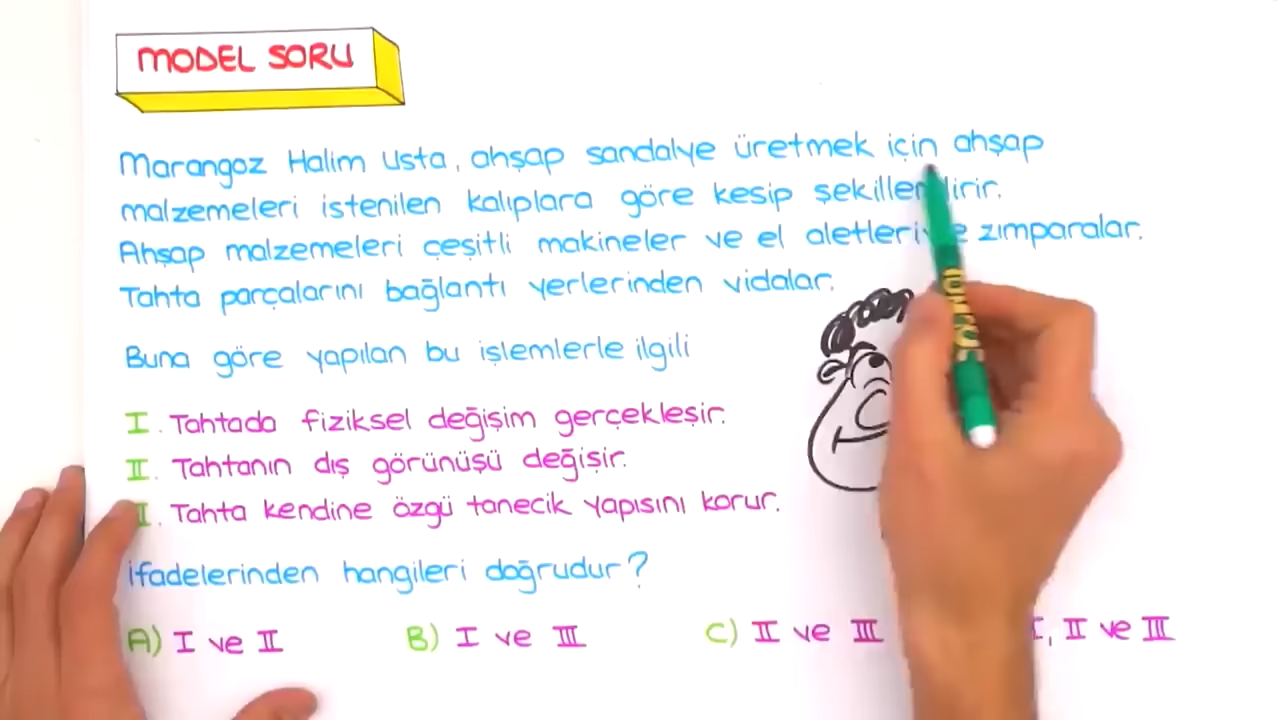 MODEL SORU
Marangoz Halim Usta, ahşap sandalye üretmek için ahşap
malzemeleri istenilen kalıplara göre kesip
Ahşap malzemeleri çeşitli makineler ve el zımparalar.
Tahta parçalarını bağlantı yerlerinden vidalar.
Buna göre yapılan bu işlemlerle ilgili
I. Tahtada fiziksel değişim gerçekleşir.
II. Tahtanın dış görünüşü değişir.
Tahta kendine özgü tanecik yapısını korur.
ifadelerinden hangileri doğrudur?
A) I ve II B) I ve III C) II ve III I, II ve III